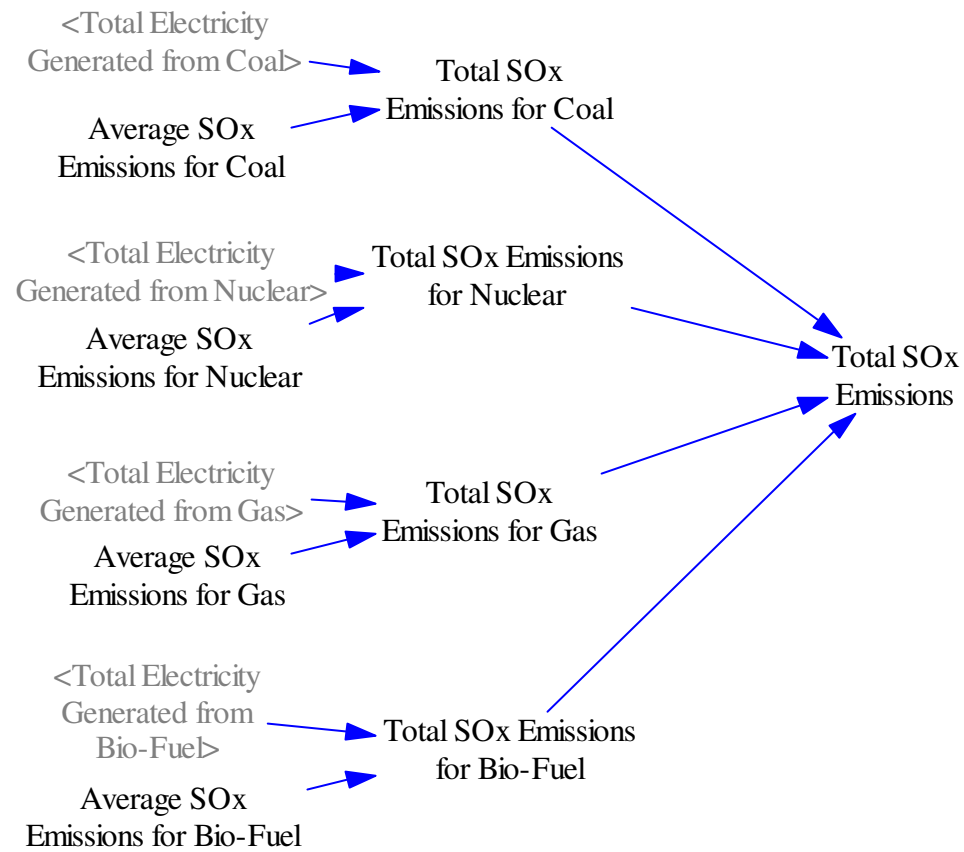 <Total Electricity
Generated from Coal>
Total SOx
Emissions for Coal
Average SOx
Emissions for Coal
<Total Electricity
Generated from Nuclear>
Total SOx Emissions
for Nuclear
Average SOx
Emissions for Nuclear
Total SOx
Emissions
<Total Electricity
Generated from Gas>
Total SOx
Emissions for Gas
Average SOx
Emissions for Gas
<Total Electricity
Generated from
Bio-Fuel>
Total SOx Emissions
for Bio-Fuel
Average SOx
Emissions for Bio-Fuel